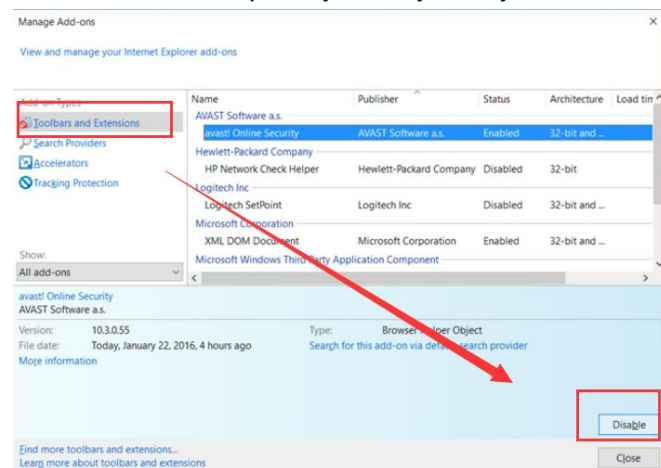 Manage Add-ons
View and manage your Internet Explorer add-ons
Add-on Types
Toolbars and Extensions
Search Providers
Accelerators
Tracking Protection
Show:
All add-ons
Name Publisher Status Architecture Load tim
AVAST Software a.s.
avast! Online Security AVAST Software a.s. Enabled 32-bit and ...
Hewlett-Packard Company
HP Network Check Helper Hewlett-Packard Company Disabled 32-bit
Logitech Inc
Logitech SetPoint Logitech Inc Disabled 32-bit and ...
Microsoft Corporation
XML DOM Document Microsoft Corporation Enabled 32-bit and ...
Microsoft Windows Third Party Application Component
avast! Online Security
AVAST Software a.s.
Version: 10.3.0.55 Type: Browser Helper Object
File date: Today, January 22, 2016, 4 hours ago Search for this add-on via default search provider
More information
Disable
Find more toolbars and extensions...
Learn more about toolbars and extensions
Close